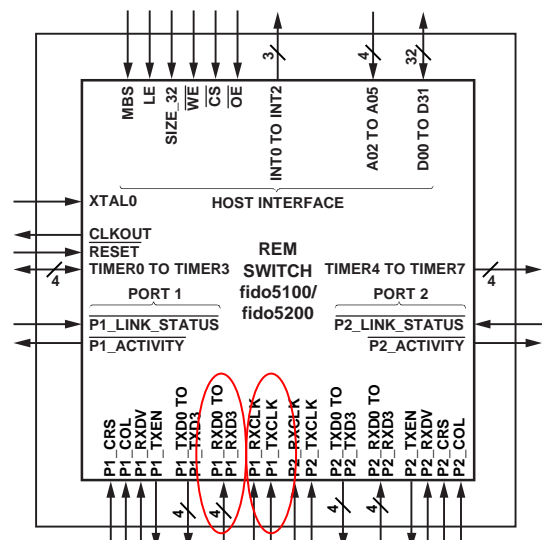 3
4
32
MBS
LE
SIZE_32
WE
CS
OE
INT0 TO INT2
A02 TO A05
D00 TO D31
HOST INTERFACE
XTAL0
CLKOUT
RESET
TIMER0 TO TIMER3
4
REM
SWITCH
fido5100/
fido5200
TIMER4 TO TIMER7
4
PORT 1
PORT 2
P1_LINK_STATUS
P1_ACTIVITY
P2_LINK_STATUS
P2_ACTIVITY
P1_CRS
P1_COL
P1_RXDV
P1_TXEN
P1_TXD0 TO
P1_TXD3
P1_RXD0 TO
P1_RXD3
P1_RXCLK
P1_TXCLK
P2_RXCLK
P2_TXCLK
P2_TXD0 TO
P2_TXD3
P2_RXD0 TO
P2_RXD3
P2_TXEN
P2_RXDV
P2_CRS
P2_COL
4
4
4
4